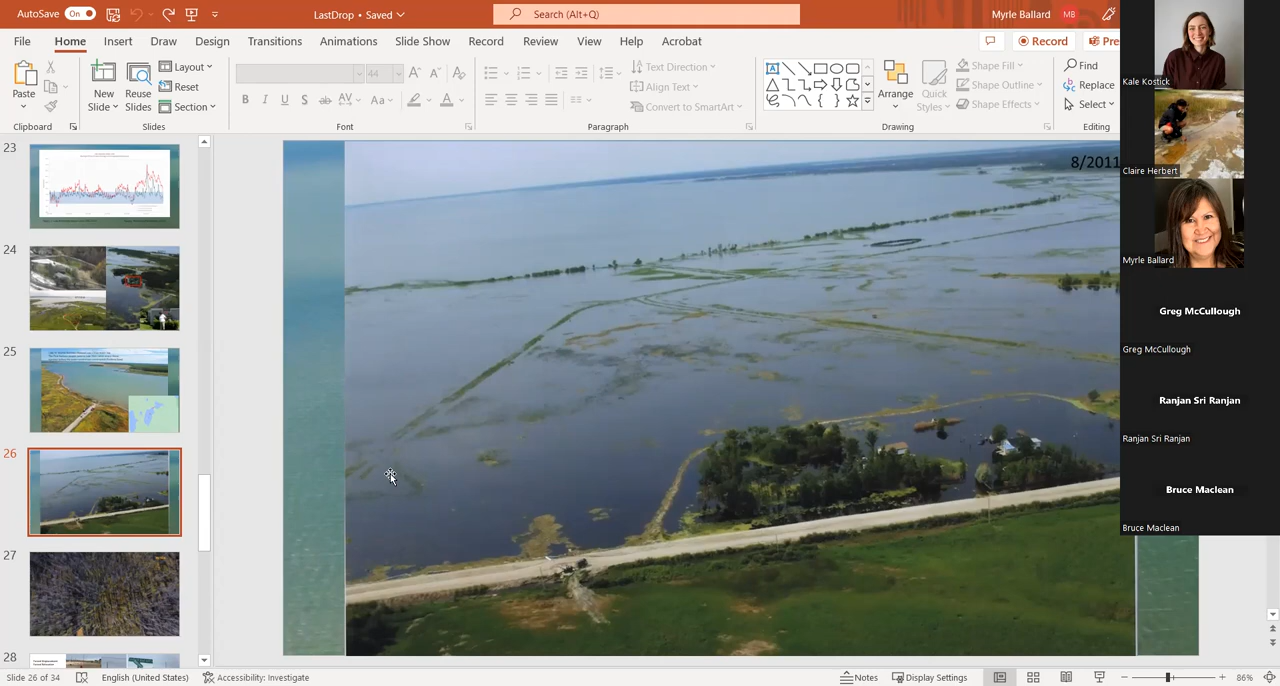 AutoSave On LastDrop • Saved Search (Alt+Q) Myrle Ballard MB
File Home Insert Draw Design Transitions Animations Slide Show Record Review View Help Acrobat Record Pre
Paste
Clipboard
New Slide
Reuse Slides
Layout
Reset
Section
Slides
44
B I U S ab AV Aa A
Font
Text Direction
Align Text
Convert to SmartArt
Paragraph
Arrange
Quick Styles
Shape Fill
Shape Outline
Shape Effects
Drawing
Find
Replace
Select
Editing
23
24
25
26
27
28
8/2011
Kale Kostick
Claire Herbert
Myrle Ballard
Greg McCullough
Greg McCullough
Ranjan Sri Ranjan
Ranjan Sri Ranjan
Bruce Maclean
Bruce Maclean
Slide 26 of 34 English (United States) Accessibility: Investigate Notes Display Settings 86%